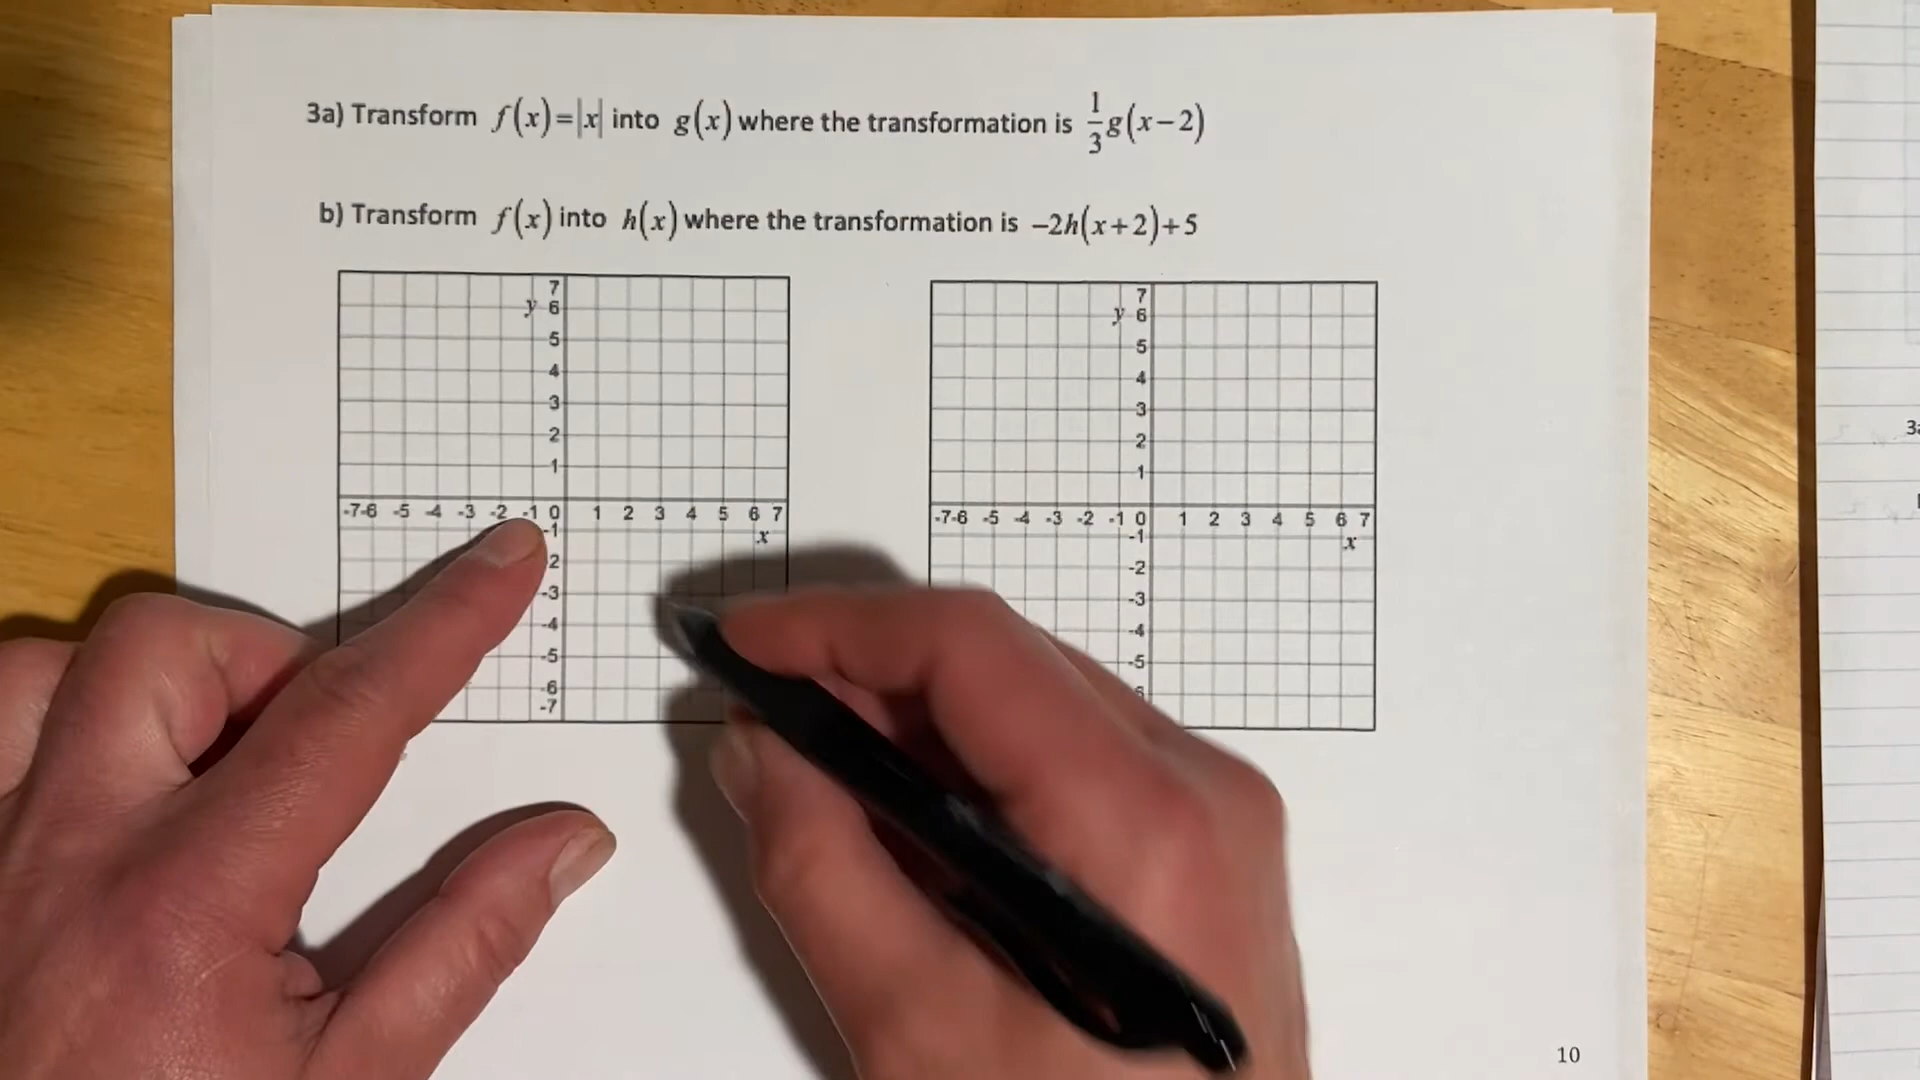 3a) Transform f(x)=|x| into g(x) where the transformation is 1/3 g(x−2)
b) Transform f(x) into h(x) where the transformation is −2h(x+2)+5
7
y 6
5
4
3
2
1
-7 -6 -5 -4 -3 -2 -1 0 1 2 3 4 5 6 7
-1 x
2
-3
-4
-5
-6
-7
7
y 6
5
4
3
2
1
-7 -6 -5 -4 -3 -2 -1 0 1 2 3 4 5 6 7
-1 x
-2
-3
-4
-5
10